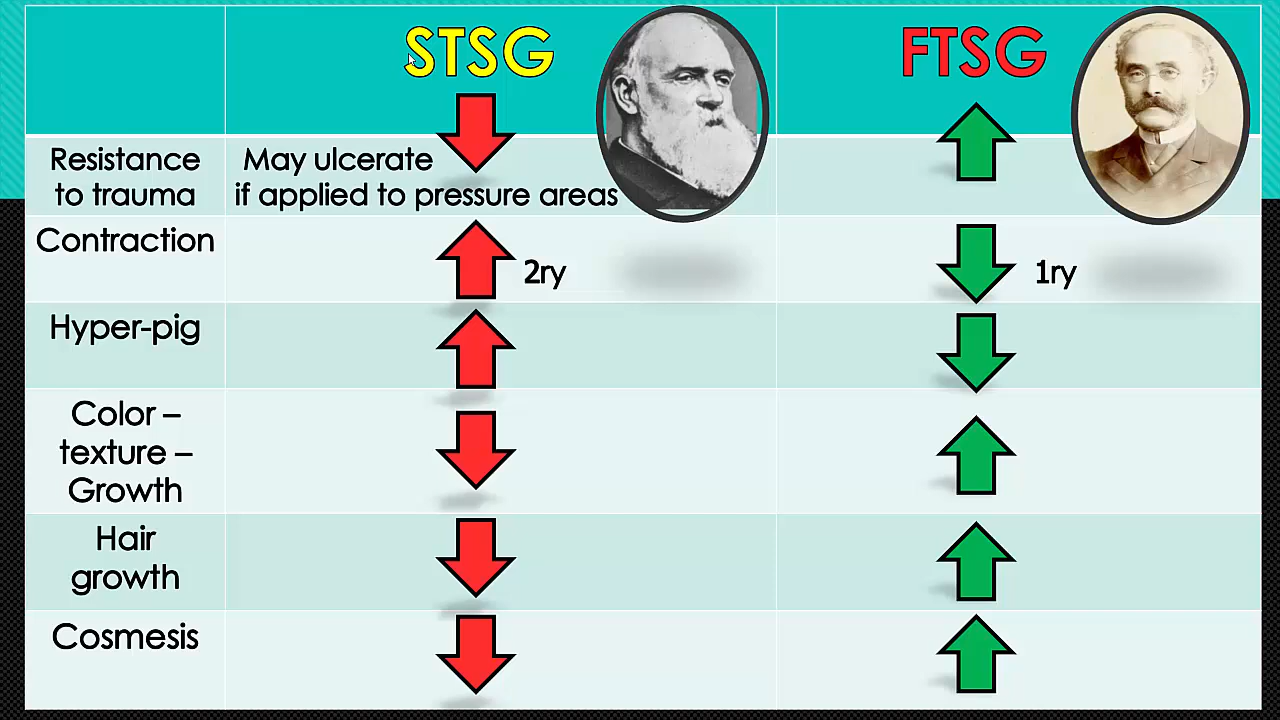 STSG
FTSG
Resistance
to trauma
May ulcerate
if applied to pressure areas
Contraction
2ry
1ry
Hyper-pig
Color –
texture –
Growth
Hair
growth
Cosmesis